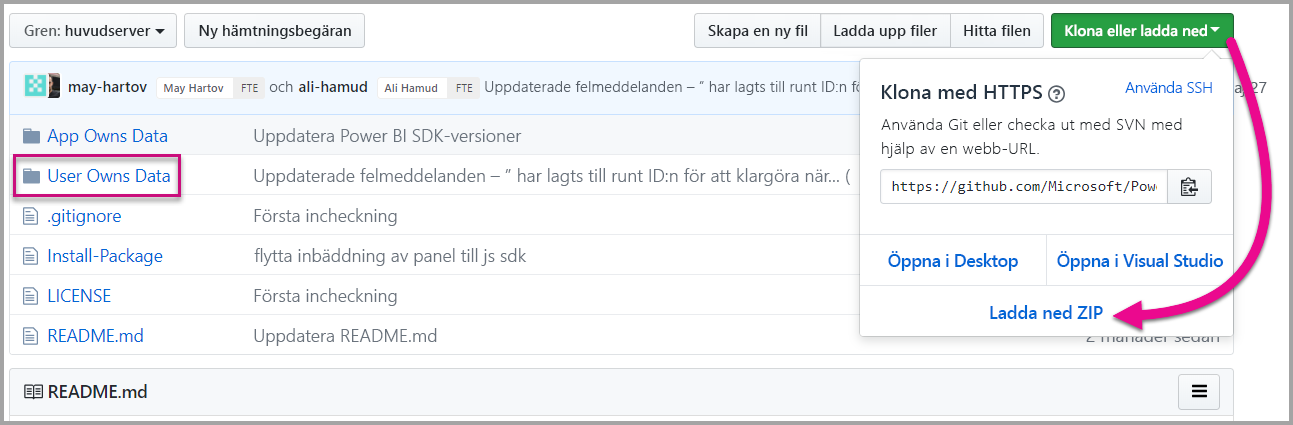 Gren: huvudserver
Ny hämtningsbegäran
Skapa en ny fil
Ladda upp filer
Hitta filen
Klona eller ladda ned
may-hartov May Hartov FTE och ali-hamud Ali Hamud FTE Uppdaterade felmeddelanden – ” har lagts till runt ID:n fö
27
App Owns Data Uppdatera Power BI SDK-versioner
User Owns Data Uppdaterade felmeddelanden – ” har lagts till runt ID:n för att klargöra när... (
.gitignore Första incheckning
Install-Package flytta inbäddning av panel till js sdk
LICENSE Första incheckning
README.md Uppdatera README.md
2 månader sedan
Klona med HTTPS ?
Använda SSH
Använda Git eller checka ut med SVN med
hjälp av en webb-URL.
https://github.com/Microsoft/Pow
Öppna i Desktop
Öppna i Visual Studio
Ladda ned ZIP
README.md